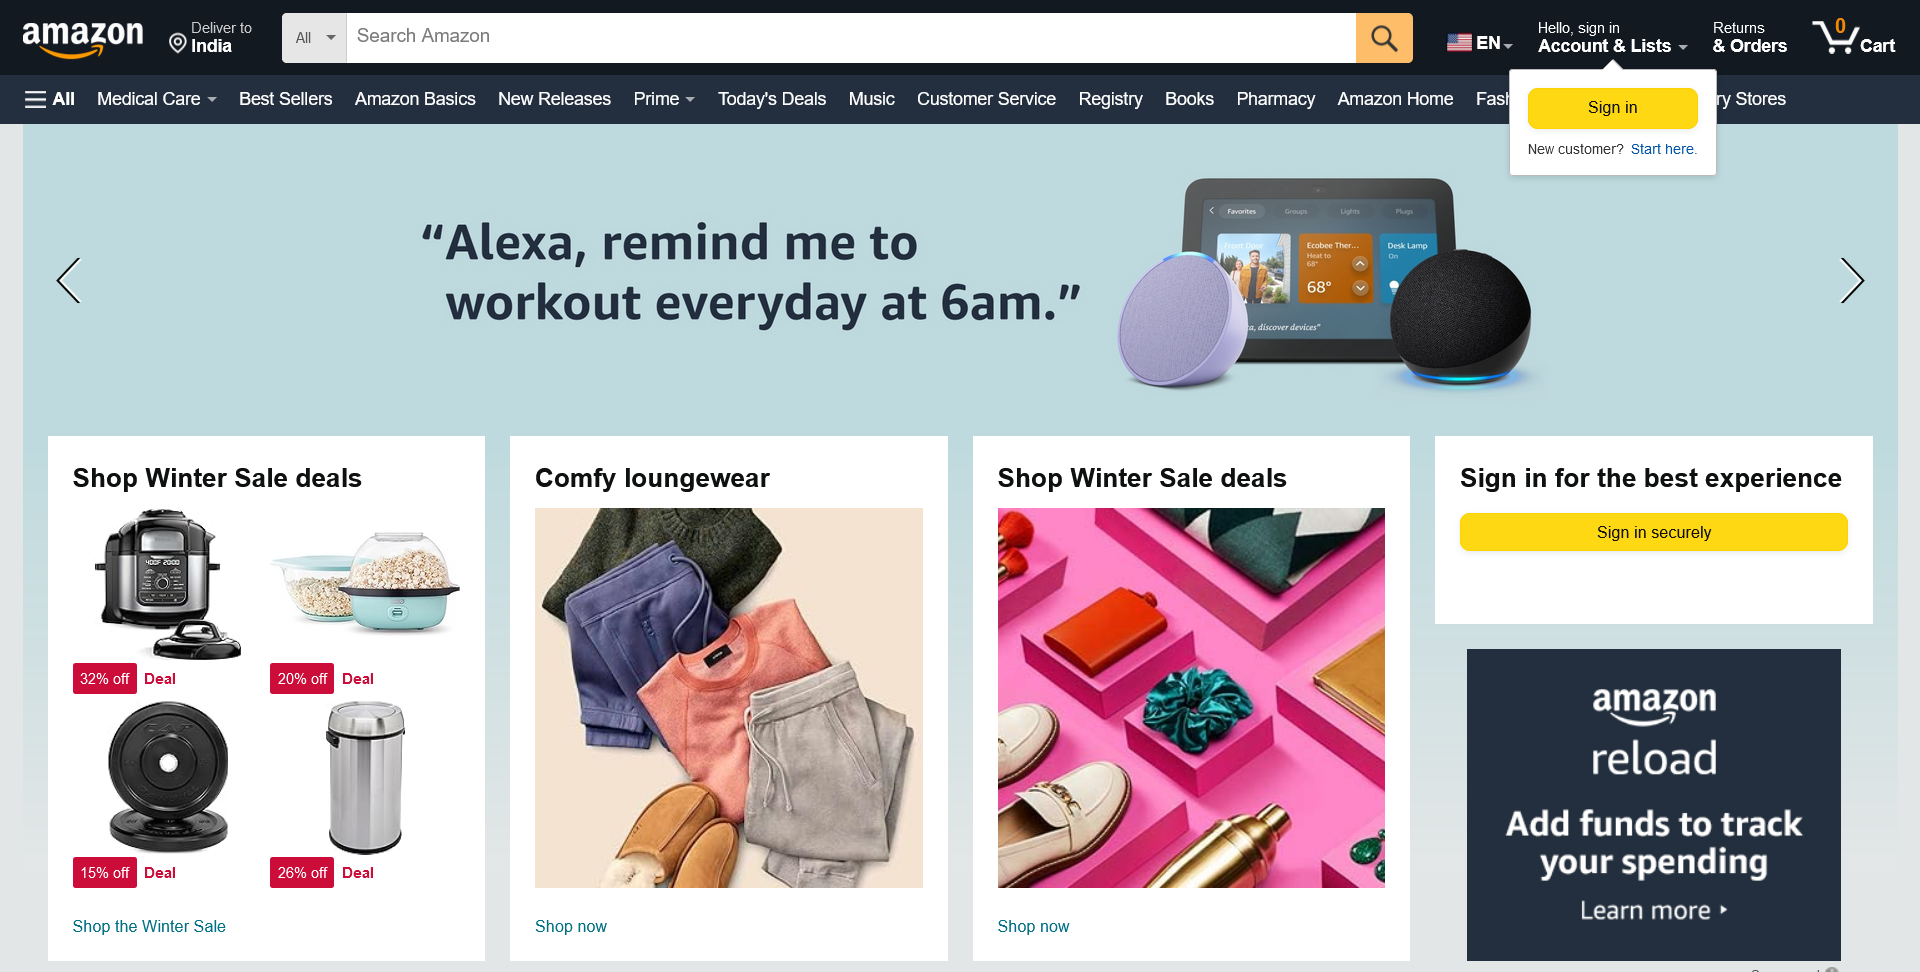 amazon
Deliver to
India
All
Search Amazon
EN
Hello, sign in
Account & Lists
Returns
& Orders
0
Cart
All
Medical Care
Best Sellers
Amazon Basics
New Releases
Prime
Today's Deals
Music
Customer Service
Registry
Books
Pharmacy
Amazon Home
Sign in
New customer? Start here.
ry Stores
“Alexa, remind me to
workout everyday at 6am.”
Favorites
Groups
Lights
Plugs
Front Door
Ecobee Ther...
Heat to
68°
68°
Desk Lamp
On
discover devices"
Shop Winter Sale deals
400F 20:00
32% off Deal
20% off Deal
15% off Deal
26% off Deal
Shop the Winter Sale
Comfy loungewear
Shop now
Shop Winter Sale deals
Shop now
Sign in for the best experience
Sign in securely
amazon
reload
Add funds to track
your spending
Learn more